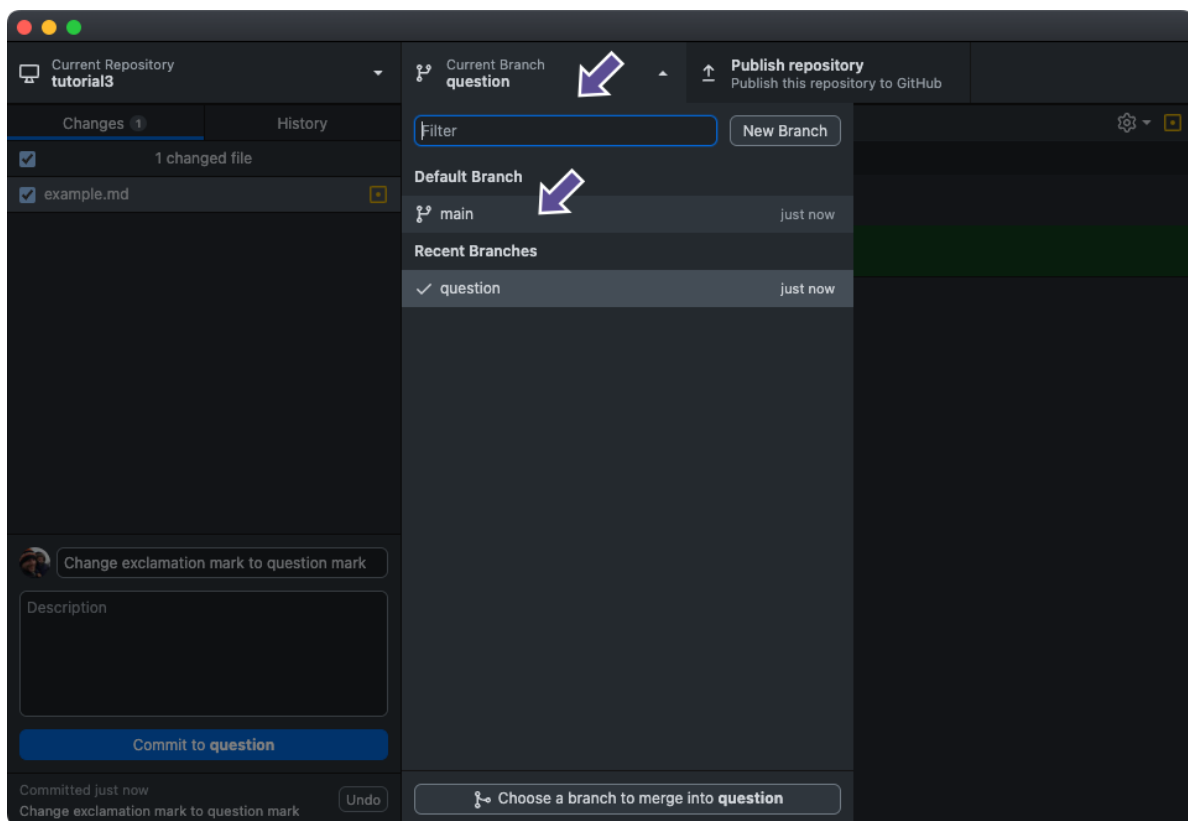 Current Repository
tutorial3
Current Branch
question
Publish repository
Publish this repository to GitHub
Changes 1
History
Filter
New Branch
1 changed file
example.md
Default Branch
main just now
Recent Branches
question just now
Change exclamation mark to question mark
Description
Commit to question
Committed just now
Change exclamation mark to question mark
Undo
Choose a branch to merge into question